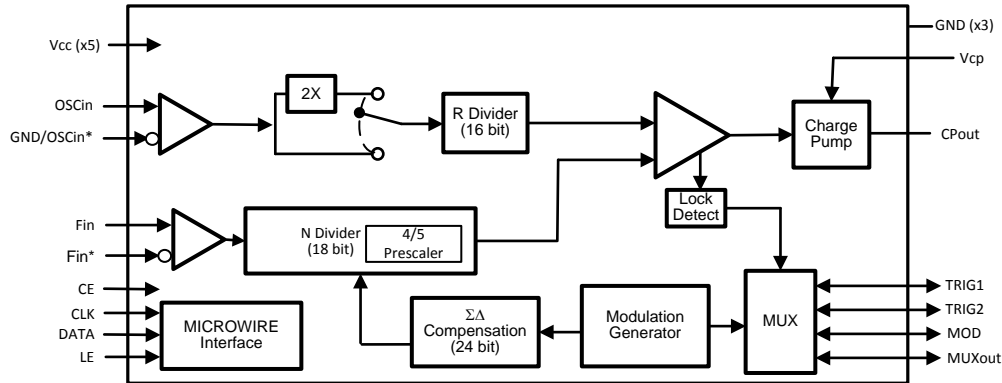 GND (x3)
Vcc (x5)
Vcp
OSCin
2X
R Divider
(16 bit)
Charge
Pump
GND/OSCin*
CPout
Lock
Detect
Fin
N Divider
(18 bit)
4/5
Prescaler
Fin*
CE
CLK
DATA
LE
MICROWIRE
Interface
ΣΔ
Compensation
(24 bit)
Modulation
Generator
MUX
TRIG1
TRIG2
MOD
MUXout